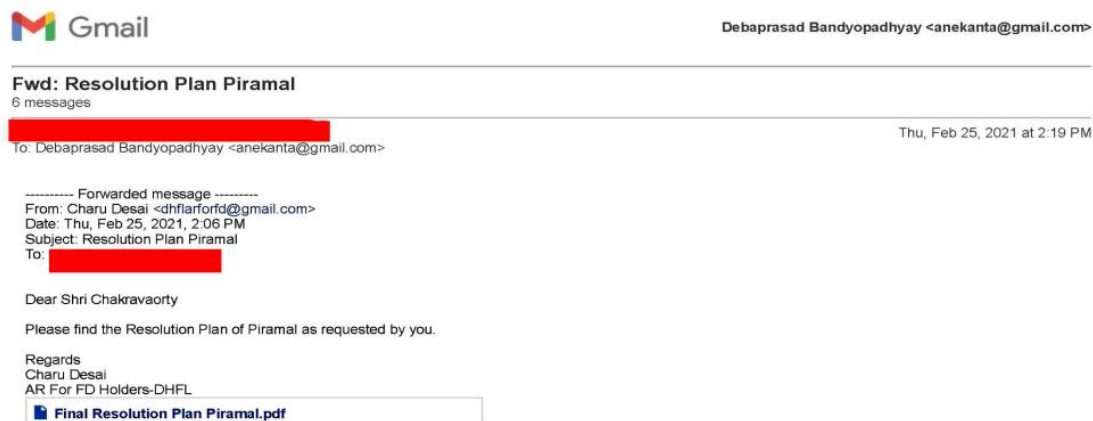 Gmail
Debaprasad Bandyopadhyay <anekanta@gmail.com>
Fwd: Resolution Plan Piramal
6 messages
Thu, Feb 25, 2021 at 2:19 PM
To: Debaprasad Bandyopadhyay <anekanta@gmail.com>
---------- Forwarded message ---------
From: Charu Desai <dhflarforfd@gmail.com>
Date: Thu, Feb 25, 2021, 2:06 PM
Subject: Resolution Plan Piramal
To:
Dear Shri Chakravaorty
Please find the Resolution Plan of Piramal as requested by you.
Regards
Charu Desai
AR For FD Holders-DHFL
Final Resolution Plan Piramal.pdf